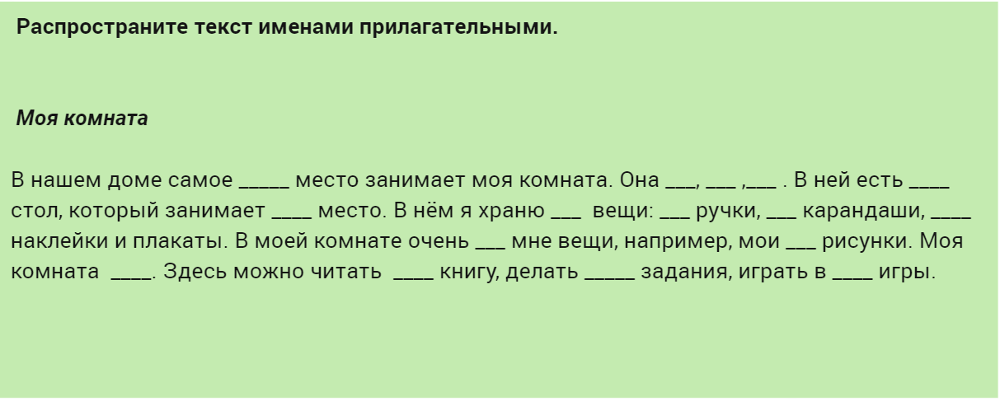 Распространите текст именами прилагательными.
Моя комната
В нашем доме самое _____ место занимает моя комната. Она ___, ___ ,___ . В ней есть ____
стол, который занимает ____ место. В нём я храню ___ вещи: ___ ручки, ___ карандаши, ____
наклейки и плакаты. В моей комнате очень ___ мне вещи, например, мои ___ рисунки. Моя
комната ____. Здесь можно читать ____ книгу, делать _____ задания, играть в ____ игры.